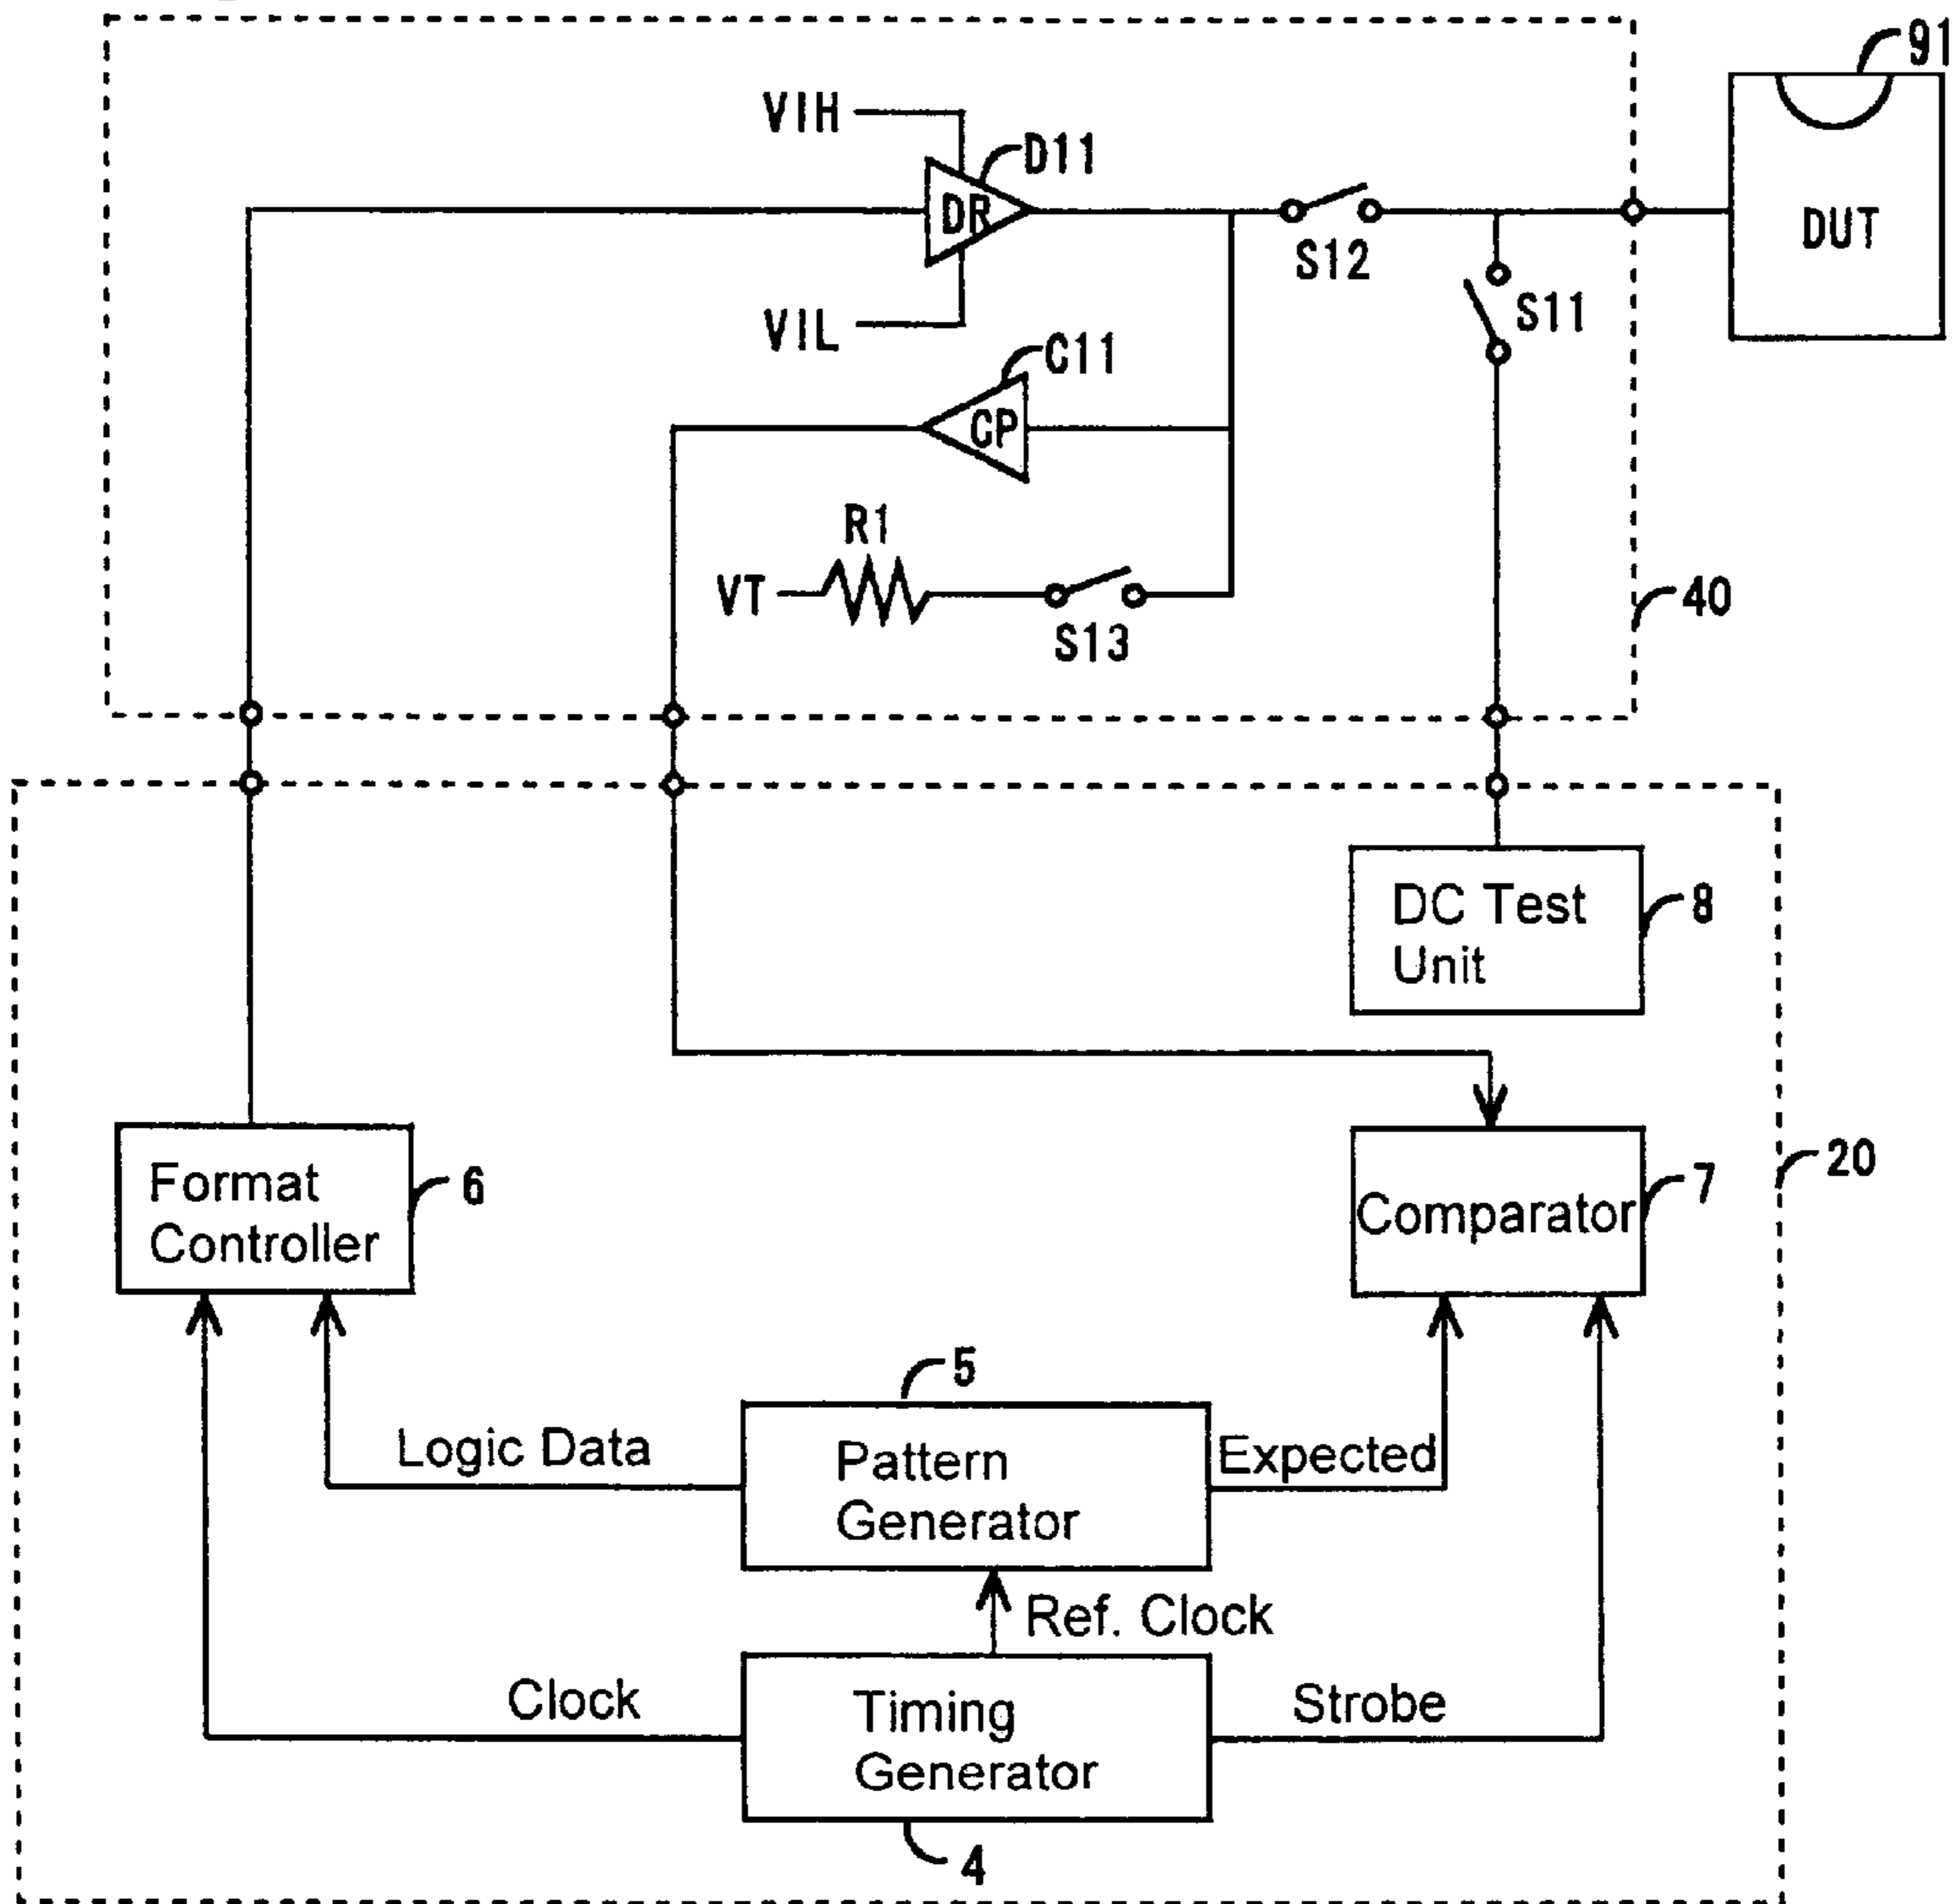 91
VIH
D11
DR
DUT
S12
S11
VIL
C11
CP
R1
VT
S13
40
DC Test
Unit
8
20
Format
Controller
6
Comparator
7
5
Logic Data
Pattern
Generator
Expected
Ref. Clock
Clock
Timing
Generator
Strobe
4